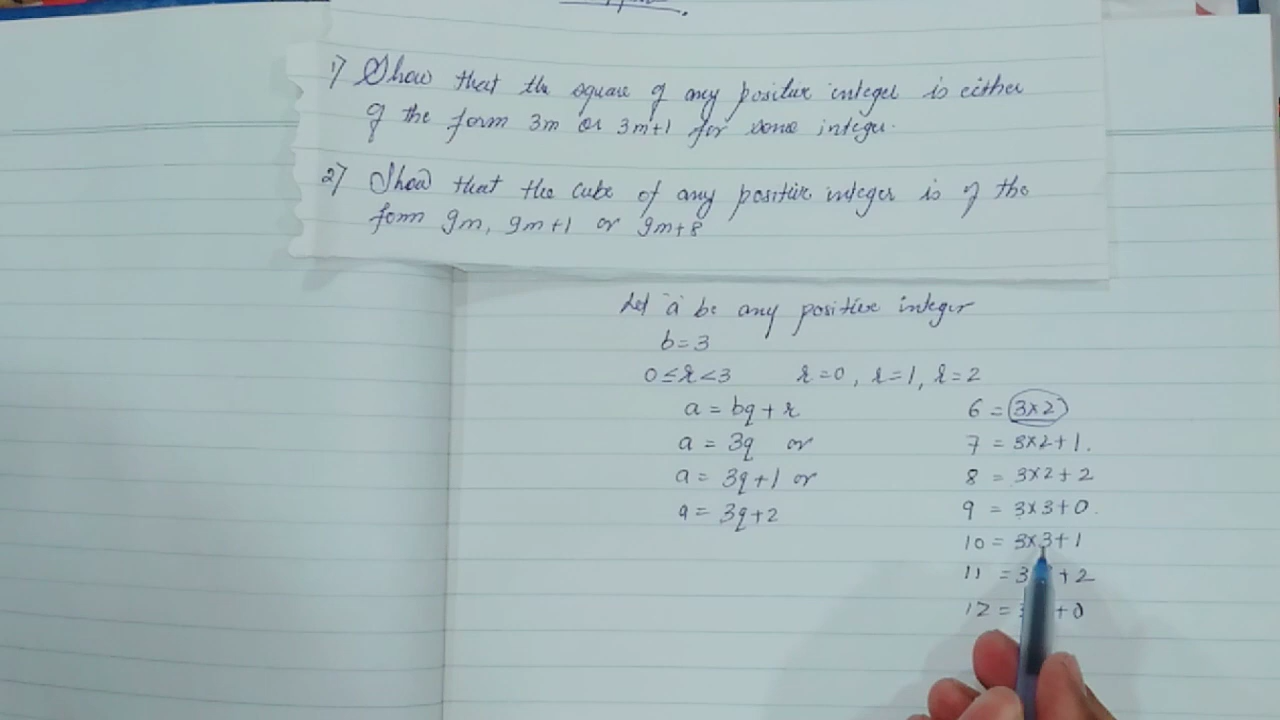 1) Show that the square of any positive integer is either
of the form 3m or 3m+1 for some integer.
2) Show that the cube of any positive integer is of the
form 9m, 9m+1 or 9m+8
Let 'a' be any positive integer
b=3
0≤r<3 r=0, r=1, r=2
a = bq + r
a = 3q or
a = 3q+1 or
a = 3q+2
6 = 3×2
7 = 3×2+1.
8 = 3×2+2
9 = 3×3+0.
10 = 3×3+1
11 = 3 +2
12 = +0